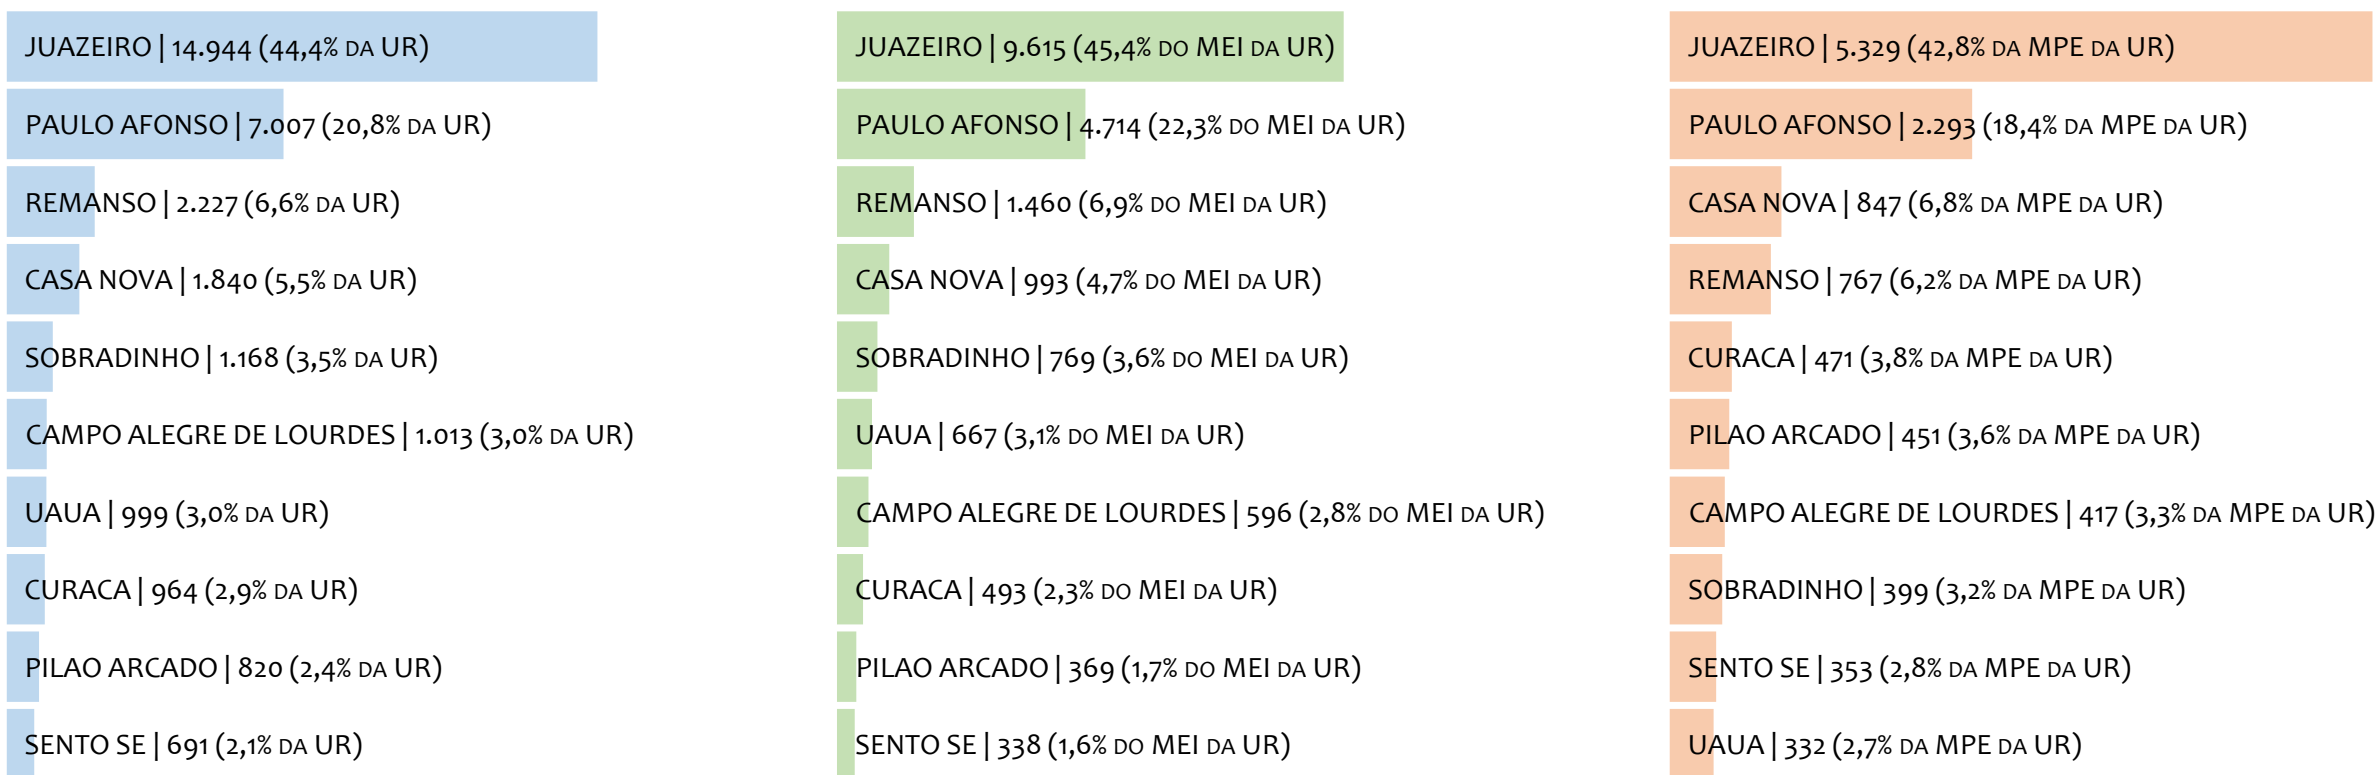 JUAZEIRO | 14.944 (44,4% DA UR)
PAULO AFONSO | 7.007 (20,8% DA UR)
REMANSO | 2.227 (6,6% DA UR)
CASA NOVA | 1.840 (5,5% DA UR)
SOBRADINHO | 1.168 (3,5% DA UR)
CAMPO ALEGRE DE LOURDES | 1.013 (3,0% DA UR)
UAUA | 999 (3,0% DA UR)
CURACA | 964 (2,9% DA UR)
PILAO ARCADO | 820 (2,4% DA UR)
SENTO SE | 691 (2,1% DA UR)
JUAZEIRO | 9.615 (45,4% DO MEI DA UR)
PAULO AFONSO | 4.714 (22,3% DO MEI DA UR)
REMANSO | 1.460 (6,9% DO MEI DA UR)
CASA NOVA | 993 (4,7% DO MEI DA UR)
SOBRADINHO | 769 (3,6% DO MEI DA UR)
UAUA | 667 (3,1% DO MEI DA UR)
CAMPO ALEGRE DE LOURDES | 596 (2,8% DO MEI DA UR)
CURACA | 493 (2,3% DO MEI DA UR)
PILAO ARCADO | 369 (1,7% DO MEI DA UR)
SENTO SE | 338 (1,6% DO MEI DA UR)
JUAZEIRO | 5.329 (42,8% DA MPE DA UR)
PAULO AFONSO | 2.293 (18,4% DA MPE DA UR)
CASA NOVA | 847 (6,8% DA MPE DA UR)
REMANSO | 767 (6,2% DA MPE DA UR)
CURACA | 471 (3,8% DA MPE DA UR)
PILAO ARCADO | 451 (3,6% DA MPE DA UR)
CAMPO ALEGRE DE LOURDES | 417 (3,3% DA MPE DA UR)
SOBRADINHO | 399 (3,2% DA MPE DA UR)
SENTO SE | 353 (2,8% DA MPE DA UR)
UAUA | 332 (2,7% DA MPE DA UR)